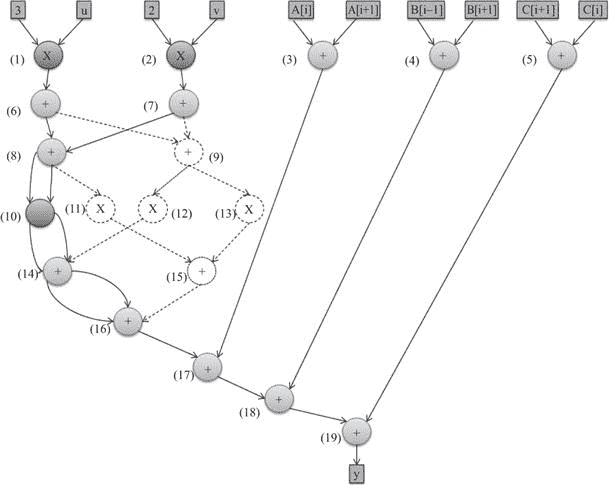 3 u 2 v A[i] A[i+1] B[i−1] B[i+1] C[i+1} C[i]
(1) X (2) X (3) + (4) + (5) +
(6) + (7) +
(8) + + (9)
(10) (11) X X (12) (13) X
(14) + (15) +
(16) +
(17) +
(18) +
(19) +
y